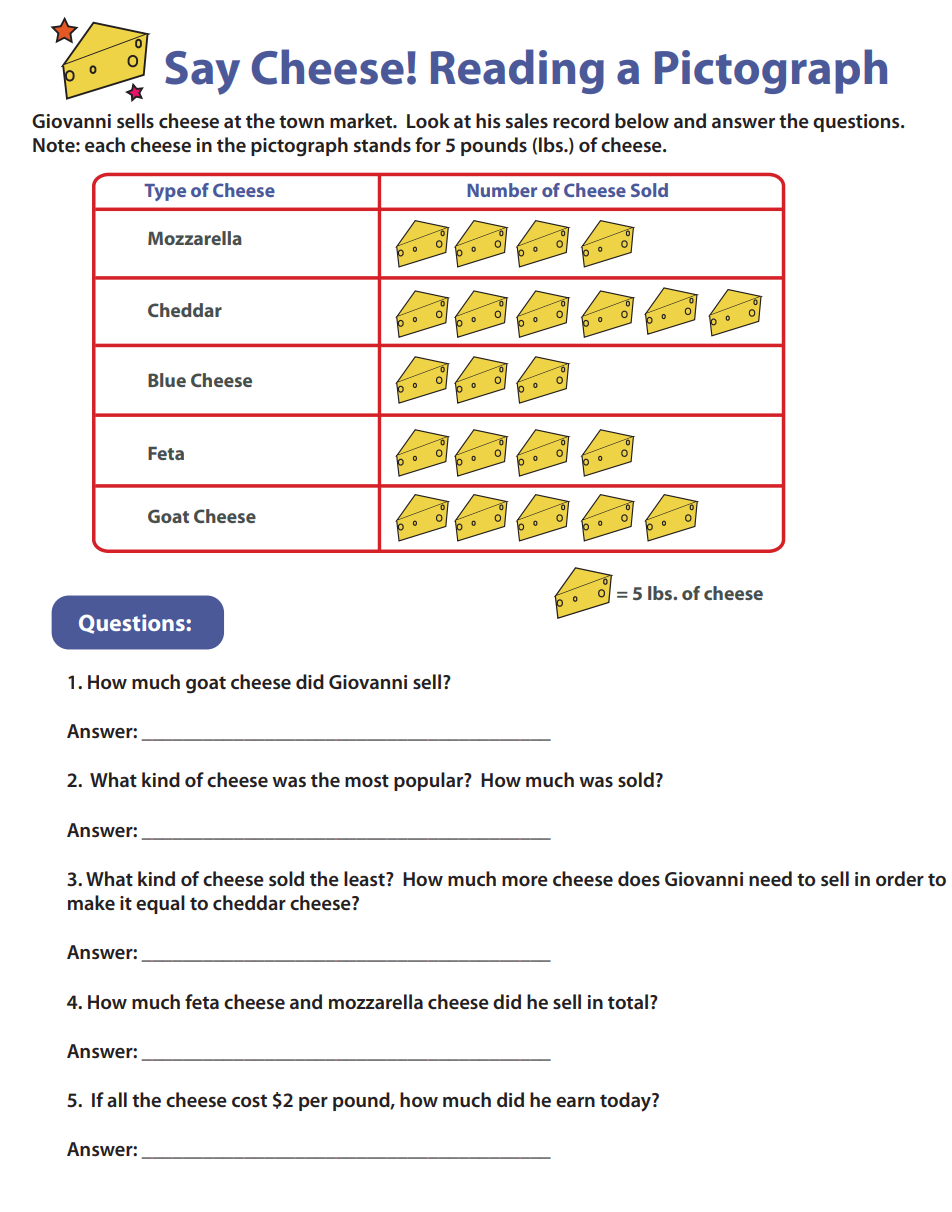 Say Cheese! Reading a Pictograph
Giovanni sells cheese at the town market.  Look at his sales record below and answer the questions.
Note: each cheese in the pictograph stands for 5 pounds (lbs.) of cheese.
Type of Cheese
Number of Cheese Sold
Mozzarella
Cheddar
Blue Cheese
Feta
Goat Cheese
= 5 lbs. of cheese
Questions:
1. How much goat cheese did Giovanni sell?
Answer: ________________________________________
2.  What kind of cheese was the most popular?  How much was sold?
Answer: ________________________________________
3. What kind of cheese sold the least?  How much more cheese does Giovanni need to sell in order to
make it equal to cheddar cheese?
Answer: ________________________________________
4. How much feta cheese and mozzarella cheese did he sell in total?
Answer: ________________________________________
5.  If all the cheese cost $2 per pound, how much did he earn today?
Answer: ________________________________________